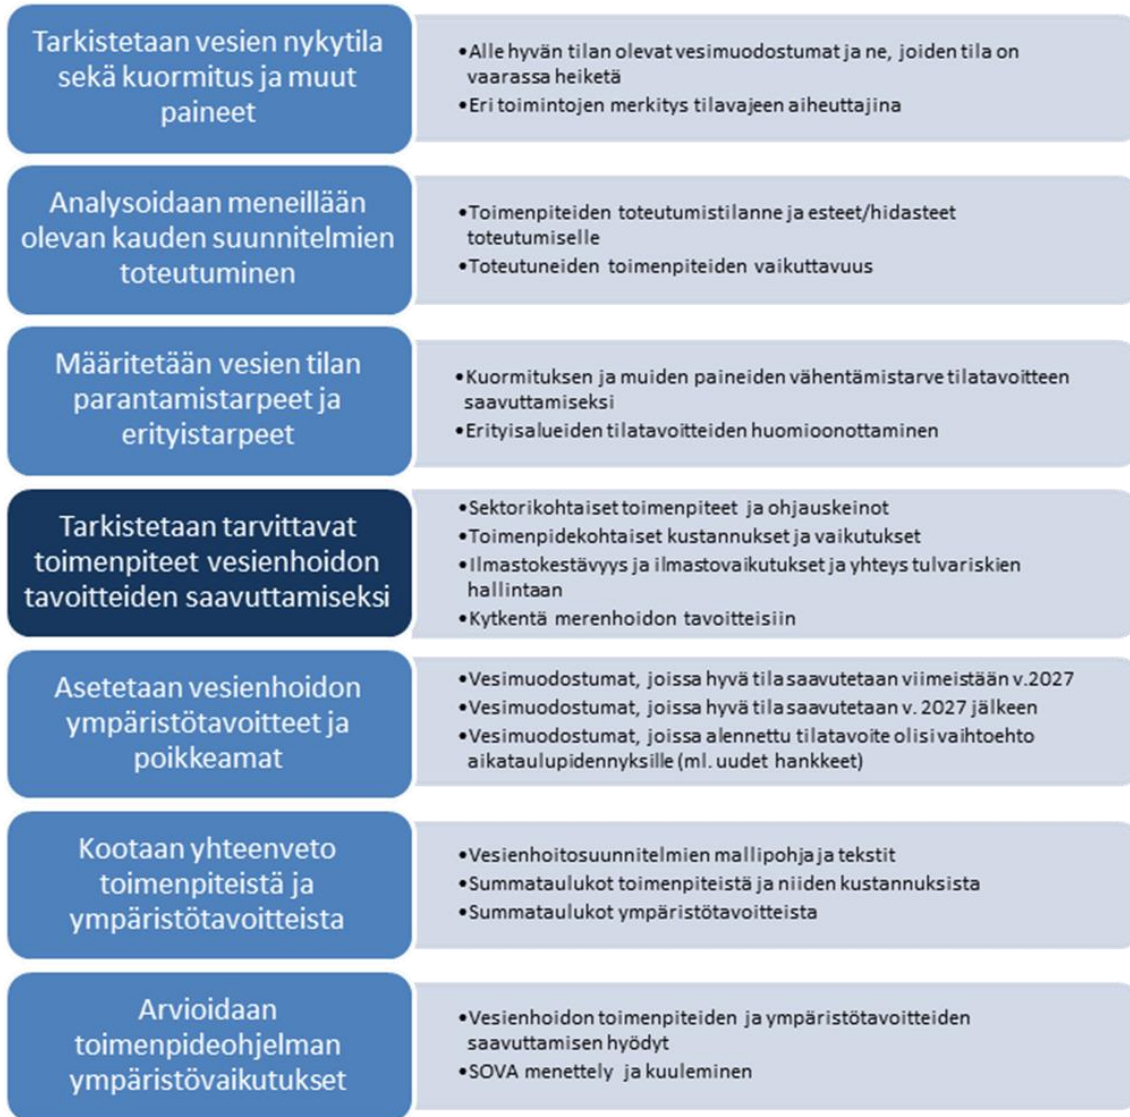 Tarkistetaan vesien nykytila
sekä kuormitus ja muut
paineet
•Alle hyvän tilan olevat vesimuodostumat ja ne, joiden tila on
vaarassa heiketä
•Eri toimintojen merkitys tilavajeen aiheuttajina
Analysoidaan meneillään
olevan kauden suunnitelmien
toteutuminen
•Toimenpiteiden toteutumistilanne ja esteet/hidasteet
toteutumiselle
•Toteutuneiden toimenpiteiden vaikuttavuus
Määritetään vesien tilan
parantamistarpeet ja
erityistarpeet
•Kuormituksen ja muiden paineiden vähentämistarve tilatavoitteen
saavuttamiseksi
•Erityisalueiden tilatavoitteiden huomioonottaminen
Tarkistetaan tarvittavat
toimenpiteet vesienhoidon
tavoitteiden saavuttamiseksi
•Sektorikohtaiset toimenpiteet ja ohjauskeinot
•Toimenpidekohtaiset kustannukset ja vaikutukset
•Ilmastokestävyys ja ilmastovaikutukset ja yhteys tulvariskien
hallintaan
•Kytkentä merenhoidon tavoitteisiin
Asetetaan vesienhoidon
ympäristötavoitteet ja
poikkeamat
•Vesimuodostumat, joissa hyvä tila saavutetaan viimeistään v.2027
•Vesimuodostumat, joissa hyvä tila saavutetaan v. 2027 jälkeen
•Vesimuodostumat, joissa alennettu tilatavoite olisi vaihtoehto
aikataulupidennyksille (ml. uudet hankkeet)
Kootaan yhteenveto
toimenpiteistä ja
ympäristötavoitteista
•Vesienhoitosuunnitelmien mallipohja ja tekstit
•Summataulukot toimenpiteistä ja niiden kustannuksista
•Summataulukot ympäristötavoitteista
Arvioidaan
toimenpideohjelman
ympäristövaikutukset
•Vesienhoidon toimenpiteiden ja ympäristötavoitteiden
saavuttamisen hyödyt
•SOVA menettely ja kuuleminen